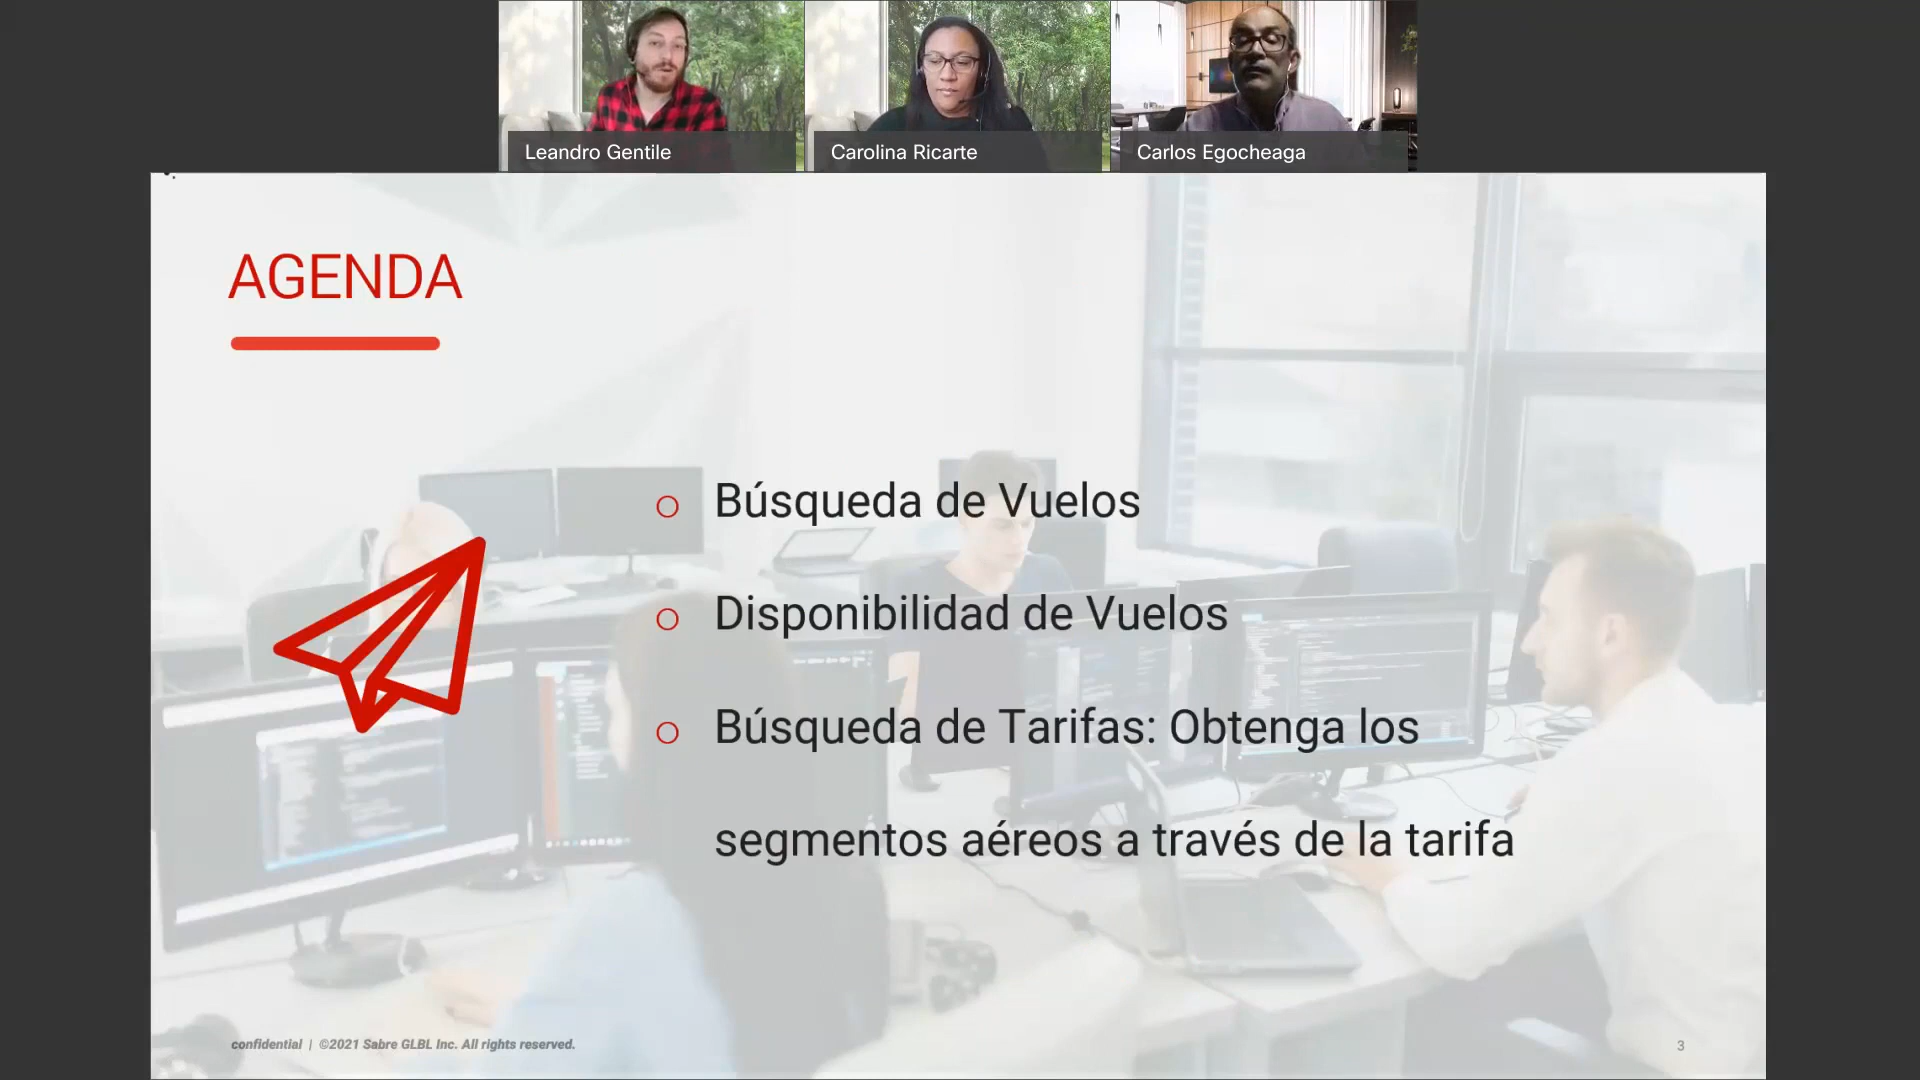 Leandro Gentile
Carolina Ricarte
Carlos Egocheaga
AGENDA
Búsqueda de Vuelos
Disponibilidad de Vuelos
Búsqueda de Tarifas: Obtenga los
segmentos aéreos a través de la tarifa
confidential | ©2021 Sabre GLBL Inc. All rights reserved.
3